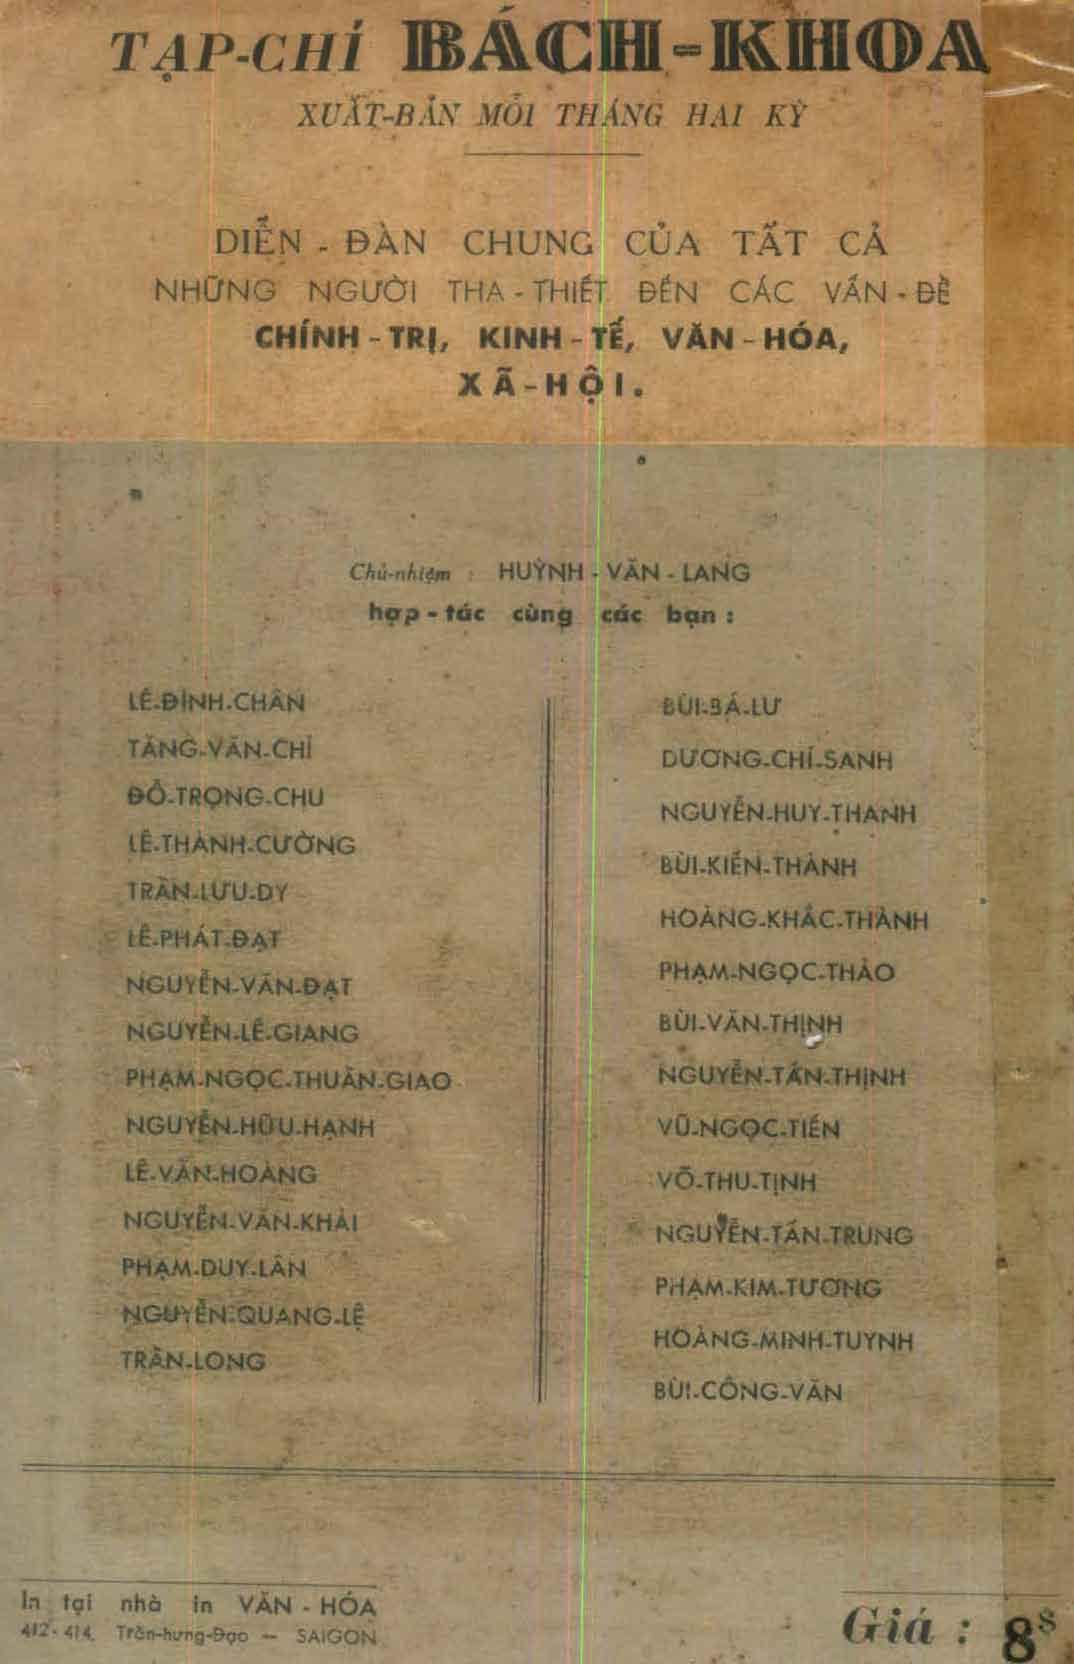 TẠP-CHÍ BÁCH-KHOA
XUẤT-BẢN MỖI THÁNG HAI KỲ
DIỄN - ĐÀN CHUNG CỦA TẤT CẢ
NHỮNG NGƯỜI THA - THIẾT ĐẾN CÁC VẤN - ĐỀ
CHÍNH - TRỊ, KINH - TẾ, VĂN - HÓA,
XÃ - HỘI.
Chủ-nhiệm : HUỲNH - VĂN - LANG
hợp - tác cùng các bạn :
LÊ-ĐÌNH-CHÂN
TĂNG-VĂN-CHỈ
ĐỖ-TRỌNG-CHU
LÊ-THÀNH-CƯỜNG
TRẦN-LƯU-DY
LÊ-PHÁT-ĐẠT
NGUYỄN-VĂN-ĐẠT
NGUYỄN-LÊ-GIANG
PHẠM-NGỌC-THUẦN-GIAO
NGUYỄN-HỮU-HẠNH
LÊ-VĂN-HOÀNG
NGUYỄN-VĂN-KHẢI
PHẠM-DUY-LÂN
NGUYỄN-QUANG-LỆ
TRẦN-LONG
BÙI-BÁ-LƯ
DƯƠNG-CHÍ-SANH
NGUYỄN-HUY-THANH
BÙI-KIẾN-THÀNH
HOÀNG-KHẮC-THÀNH
PHẠM-NGỌC-THẢO
BÙI-VĂN-THỊNH
NGUYỄN-TẤN-THỊNH
VŨ-NGỌC-TIẾN
VÕ-THU-TỊNH
NGUYỄN-TẤN-TRUNG
PHẠM-KIM-TƯƠNG
HOÀNG-MINH-TUYNH
BÙI-CÔNG-VĂN
In tại nhà in VĂN - HÓA
412-414, Trần-hưng-Đạo — SAIGON
Giá : 8$